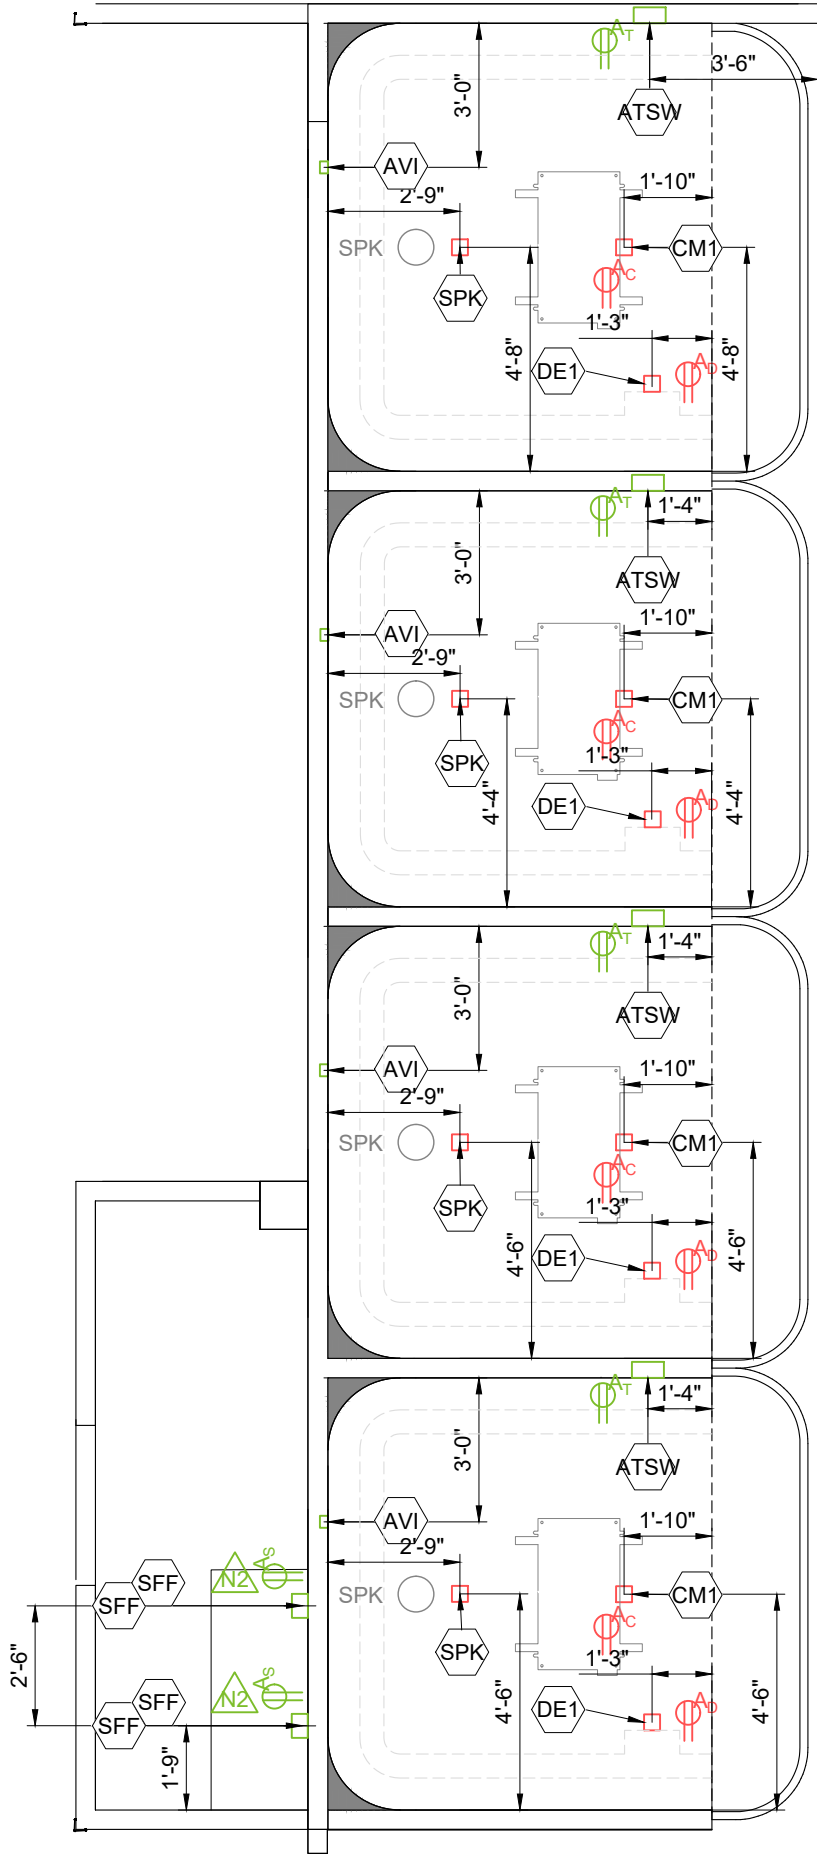 AT
3'-6"
3'-0"
ATSW
AVI
1'-10"
2'-9"
SPK
CM1
AC
SPK
1'-3"
4'-8"
DE1
AD
4'-8"
AT
1'-4"
3'-0"
ATSW
AVI
1'-10"
2'-9"
SPK
CM1
AC
SPK
1'-3"
4'-4"
DE1
AD
4'-4"
AT
1'-4"
3'-0"
ATSW
AVI
1'-10"
2'-9"
SPK
CM1
AC
SPK
1'-3"
4'-6"
DE1
AD
4'-6"
AT
1'-4"
3'-0"
ATSW
AVI
1'-10"
2'-9"
AS
N2
SFF
SFF
SPK
CM1
AC
2'-6"
SPK
1'-3"
AS
N2
SFF
SFF
4'-6"
DE1
AD
4'-6"
1'-9"